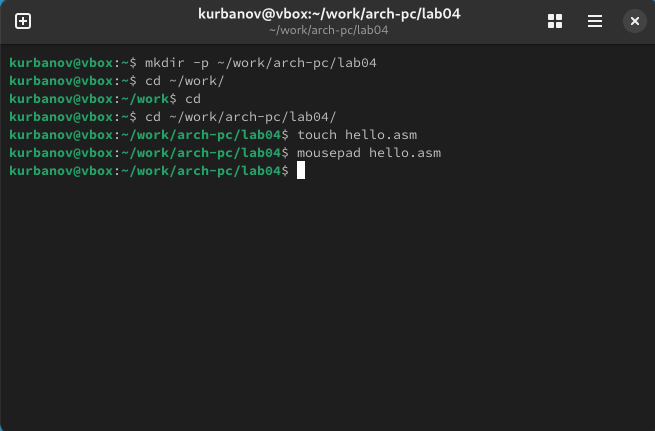 kurbanov@vbox:~/work/arch-pc/lab04
~/work/arch-pc/lab04
kurbanov@vbox:~$ mkdir -p ~/work/arch-pc/lab04
kurbanov@vbox:~$ cd ~/work/
kurbanov@vbox:~/work$ cd
kurbanov@vbox:~$ cd ~/work/arch-pc/lab04/
kurbanov@vbox:~/work/arch-pc/lab04$ touch hello.asm
kurbanov@vbox:~/work/arch-pc/lab04$ mousepad hello.asm
kurbanov@vbox:~/work/arch-pc/lab04$